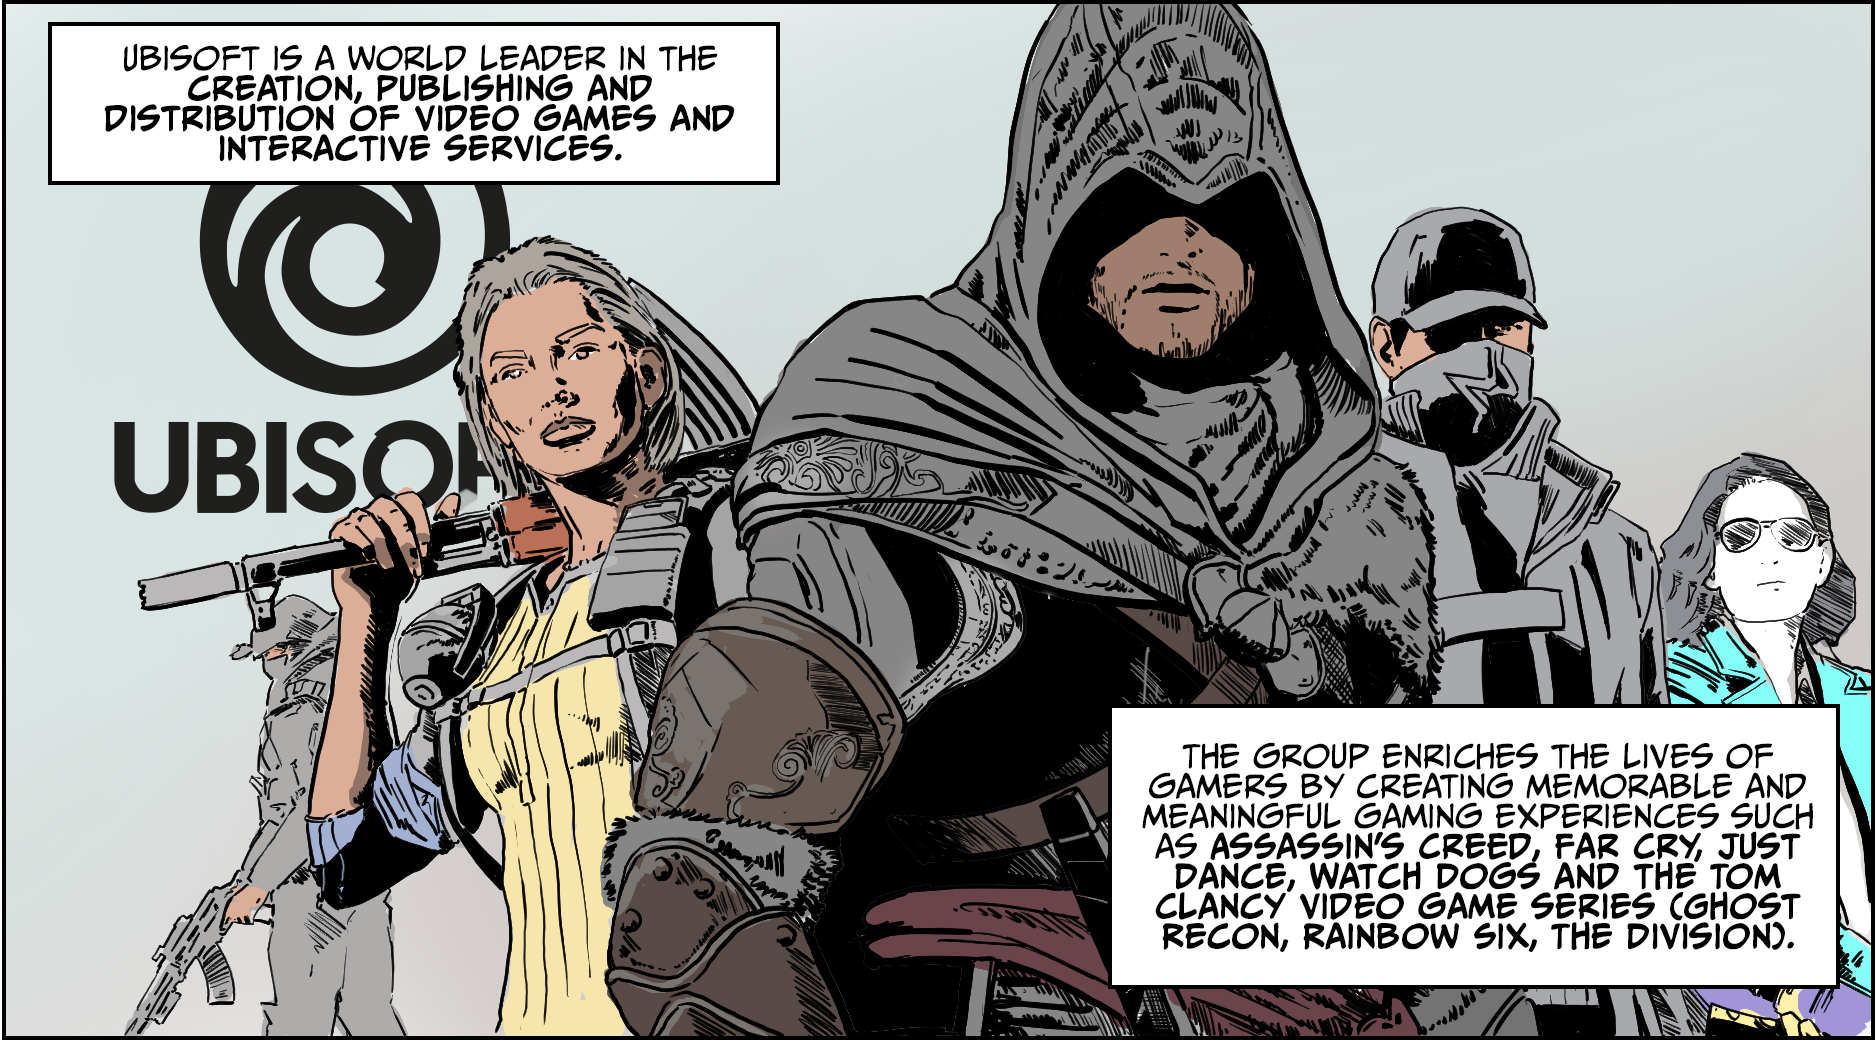 UBISOFT IS A WORLD LEADER IN THE
CREATION, PUBLISHING AND
DISTRIBUTION OF VIDEO GAMES AND
INTERACTIVE SERVICES.
UBISOF
THE GROUP ENRICHES THE LIVES OF
GAMERS BY CREATING MEMORABLE AND
MEANINGFUL GAMING EXPERIENCES SUCH
AS ASSASSIN'S CREED, FAR CRY, JUST
DANCE, WATCH DOGS AND THE TOM
CLANCY VIDEO GAME SERIES (GHOST
RECON, RAINBOW SIX, THE DIVISION).